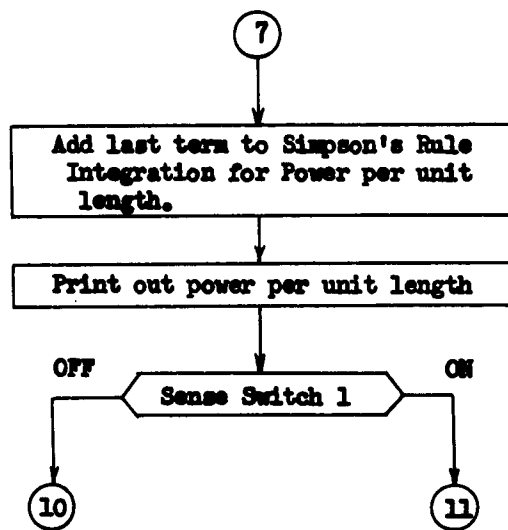 7
Add last term to Simpson's Rule
Integration for Power per unit
length.
Print out power per unit length
OFF
ON
Sense Switch 1
10
11